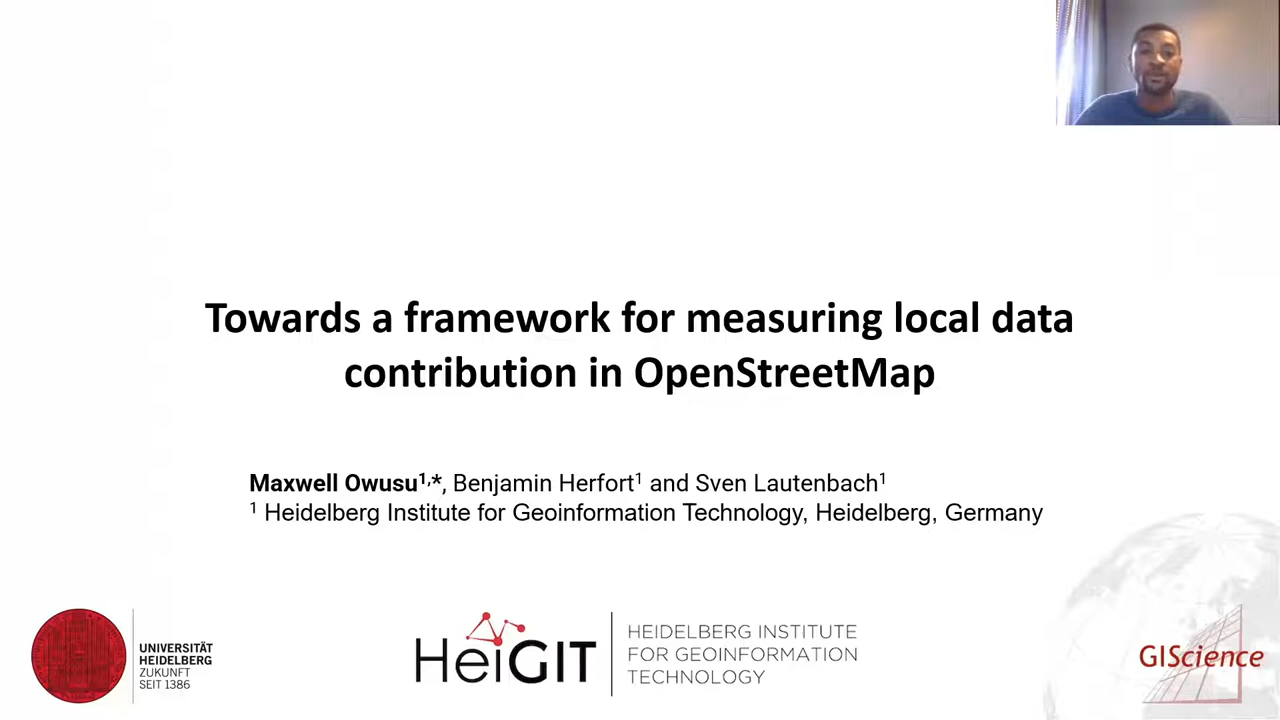 Towards a framework for measuring local data
contribution in OpenStreetMap
Maxwell Owusu¹,*, Benjamin Herfort¹ and Sven Lautenbach¹
¹ Heidelberg Institute for Geoinformation Technology, Heidelberg, Germany
UNIVERSITÄT
HEIDELBERG
ZUKUNFT
SEIT 1386
HeiGIT
HEIDELBERG INSTITUTE
FOR GEOINFORMATION
TECHNOLOGY
GIScience